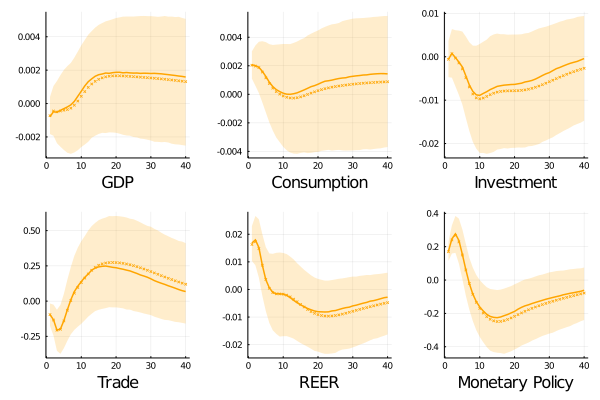 0.004
0.002
0.000
-0.002
0 10 20 30 40
GDP
0.004
0.002
0.000
-0.002
-0.004
0 10 20 30 40
Consumption
0.01
0.00
-0.01
-0.02
0 10 20 30 40
Investment
0.50
0.25
0.00
-0.25
0 10 20 30 40
Trade
0.02
0.01
0.00
-0.01
-0.02
0 10 20 30 40
REER
0.4
0.2
0.0
-0.2
-0.4
0 10 20 30 40
Monetary Policy